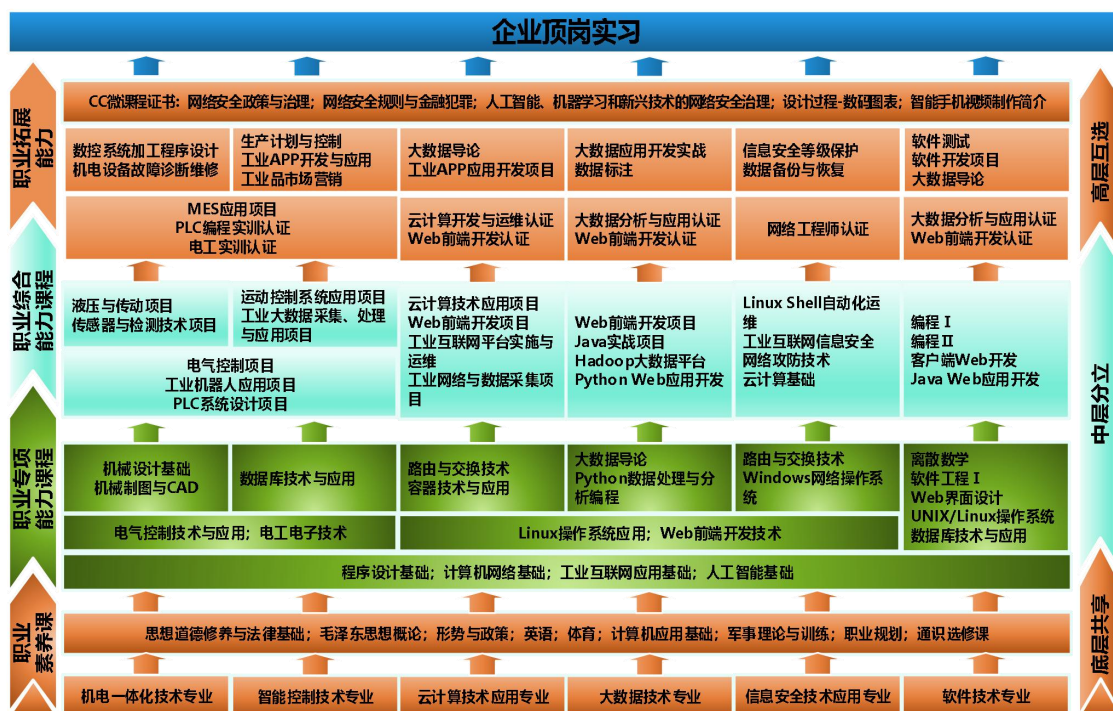 企业顶岗实习
职业拓展
能力
高层互选
CC微课程证书：网络安全政策与治理；网络安全规则与金融犯罪；人工智能、机器学习和新兴技术的网络安全治理；设计过程-数码图表；智能手机视频制作简介
数控系统加工程序设计
机电设备故障诊断维修
生产计划与控制
工业APP开发与应用
工业品市场营销
大数据导论
工业APP应用开发项目
大数据应用开发实战
数据标注
信息安全等级保护
数据备份与恢复
软件测试
软件开发项目
大数据导论
MES应用项目
PLC编程实训认证
电工实训认证
云计算开发与运维认证
Web前端开发认证
大数据分析与应用认证
Web前端开发认证
网络工程师认证
大数据分析与应用认证
Web前端开发认证
职业综合
能力课程
中层分立
液压与传动项目
传感器与检测技术项目
运动控制系统应用项目
工业大数据采集、处理
与应用项目
电气控制项目
工业机器人应用项目
PLC系统设计项目
云计算技术应用项目
Web前端开发项目
工业互联网平台实施与
运维
工业网络与数据采集项
目
Web前端开发项目
Java实战项目
Hadoop大数据平台
Python Web应用开发
Linux Shell自动化运
维
工业互联网信息安全
网络攻防技术
云计算基础
编程Ⅰ
编程Ⅱ
客户端Web开发
Java Web应用开发
职业专项
能力课程
机械设计基础
机械制图与CAD
数据库技术与应用
路由与交换技术
容器技术与应用
大数据导论
Python数据处理与分
析编程
路由与交换技术
Windows网络操作系
统
离散数学
软件工程Ⅰ
Web界面设计
UNIX/Linux操作系统
数据库技术与应用
电气控制技术与应用；电工电子技术
Linux操作系统应用；Web前端开发技术
程序设计基础；计算机网络基础；工业互联网应用基础；人工智能基础
职业
素养课
底层共享
思想道德修养与法律基础；毛泽东思想概论；形势与政策；英语；体育；计算机应用基础；军事理论与训练；职业规划；通识选修课
机电一体化技术专业
智能控制技术专业
云计算技术应用专业
大数据技术专业
信息安全技术应用专业
软件技术专业